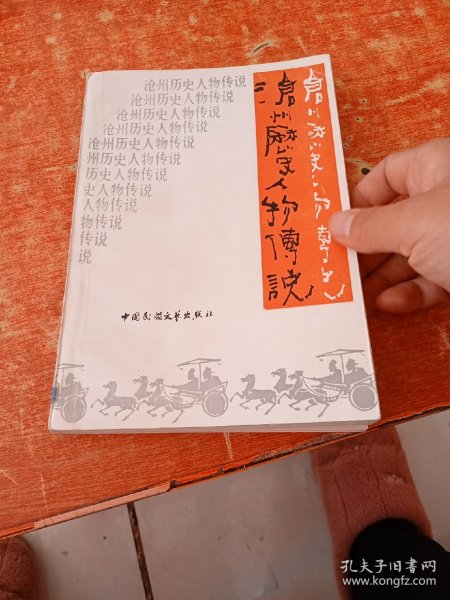 沧州历史人物传说
沧州历史人物传说
沧州历史人物传说
沧州历史人物传说
沧州历史人物传说
州历史人物传说
历史人物传说
史人物传说
人物传说
物传说
传说
说
滄州歷史人物傳說
中国民间文艺出版社
孔夫子旧书网
www.kongfz.com